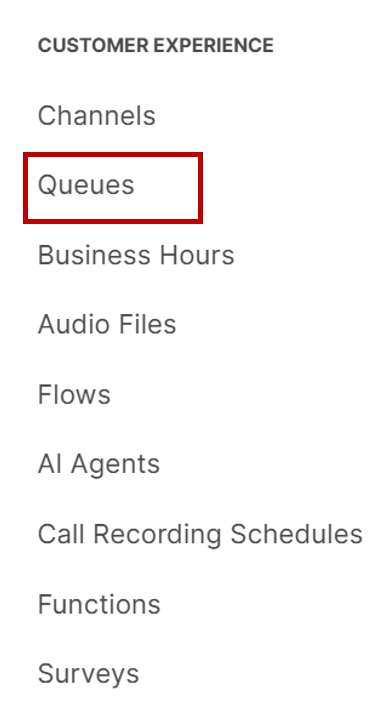 CUSTOMER EXPERIENCE
Channels
Queues
Business Hours
Audio Files
Flows
AI Agents
Call Recording Schedules
Functions
Surveys